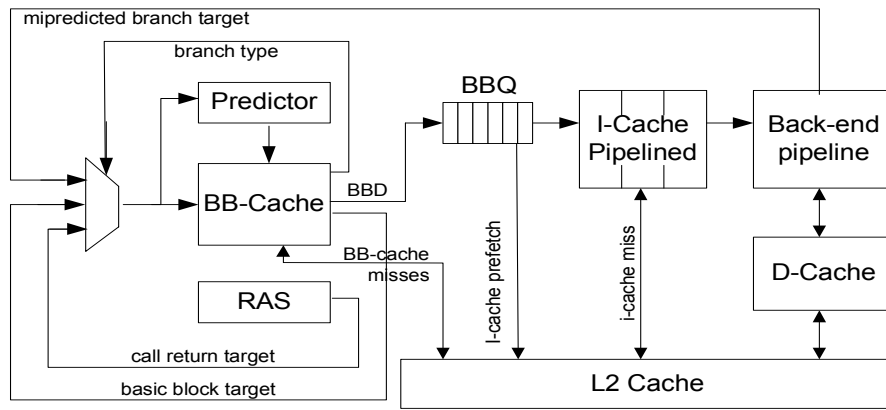 mipredicted branch target
branch type
BBQ
Predictor
I-Cache
Pipelined
Back-end
pipeline
BB-Cache
BBD
BB-cache
misses
I-cache prefetch
i-cache miss
D-Cache
RAS
call return target
basic block target
L2 Cache